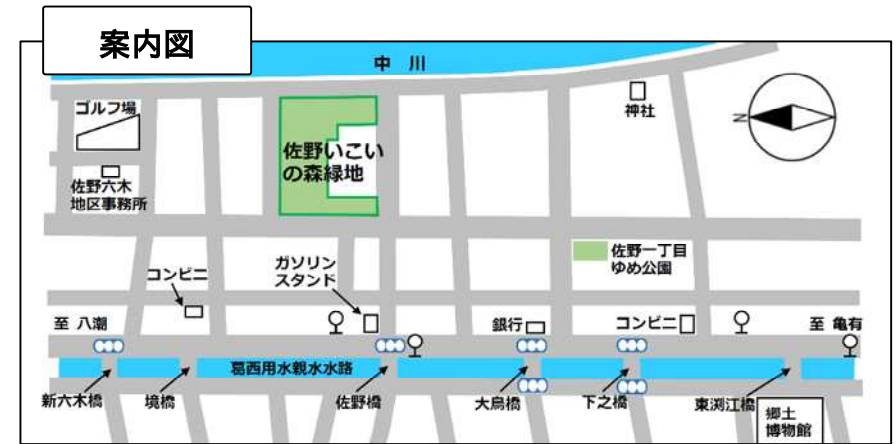 案内図
中川
ゴルフ場
神社
N
佐野いこい
の森緑地
佐野六木
地区事務所
佐野一丁目
ゆめ公園
ガソリン
スタンド
コンビニ
至 八潮
銀行
コンビニ
至 亀有
葛西用水親水水路
新六木橋
境橋
佐野橋
大鳥橋
下之橋
東渕江橋
郷土
博物館